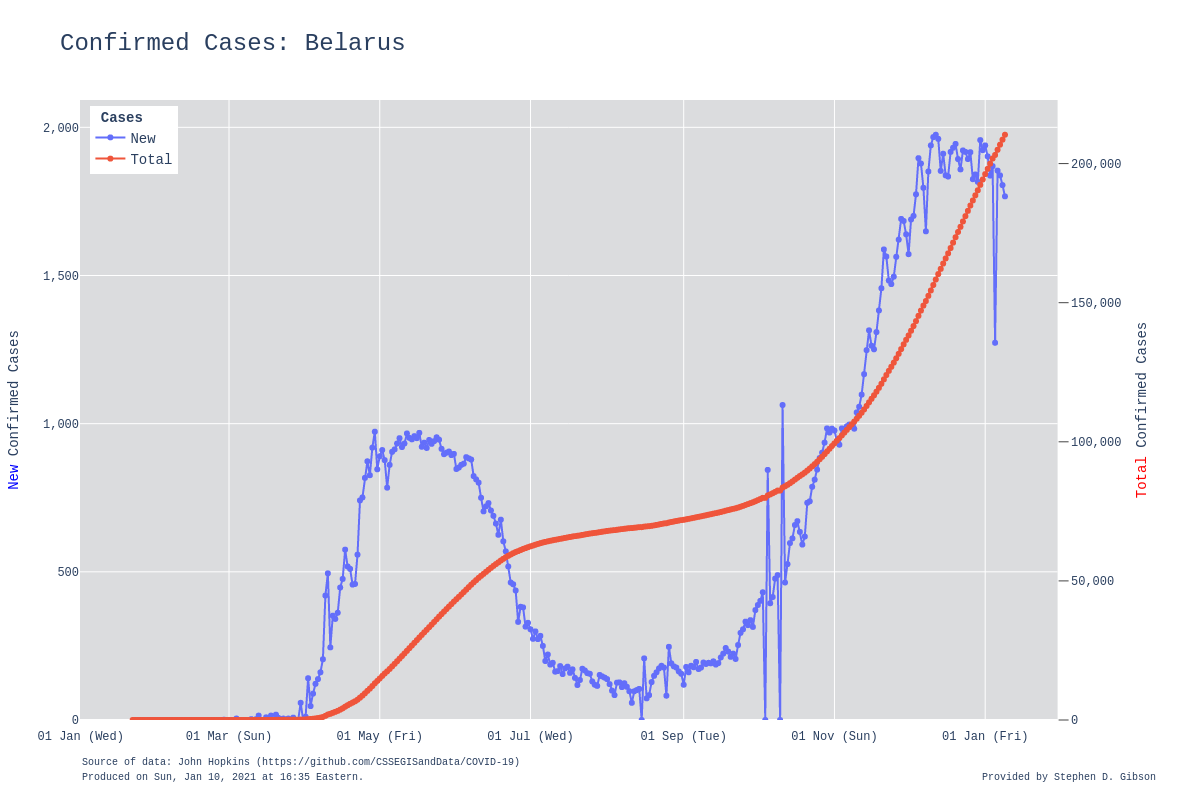 Confirmed Cases: Belarus
Cases
New
Total
2,000
1,500
1,000
500
0
200,000
150,000
100,000
50,000
0
New Confirmed Cases
Total Confirmed Cases
01 Jan (Wed)
01 Mar (Sun)
01 May (Fri)
01 Jul (Wed)
01 Sep (Tue)
01 Nov (Sun)
01 Jan (Fri)
Source of data: John Hopkins (https://github.com/CSSEGISandData/COVID-19)
Produced on Sun, Jan 10, 2021 at 16:35 Eastern.
Provided by Stephen D. Gibson